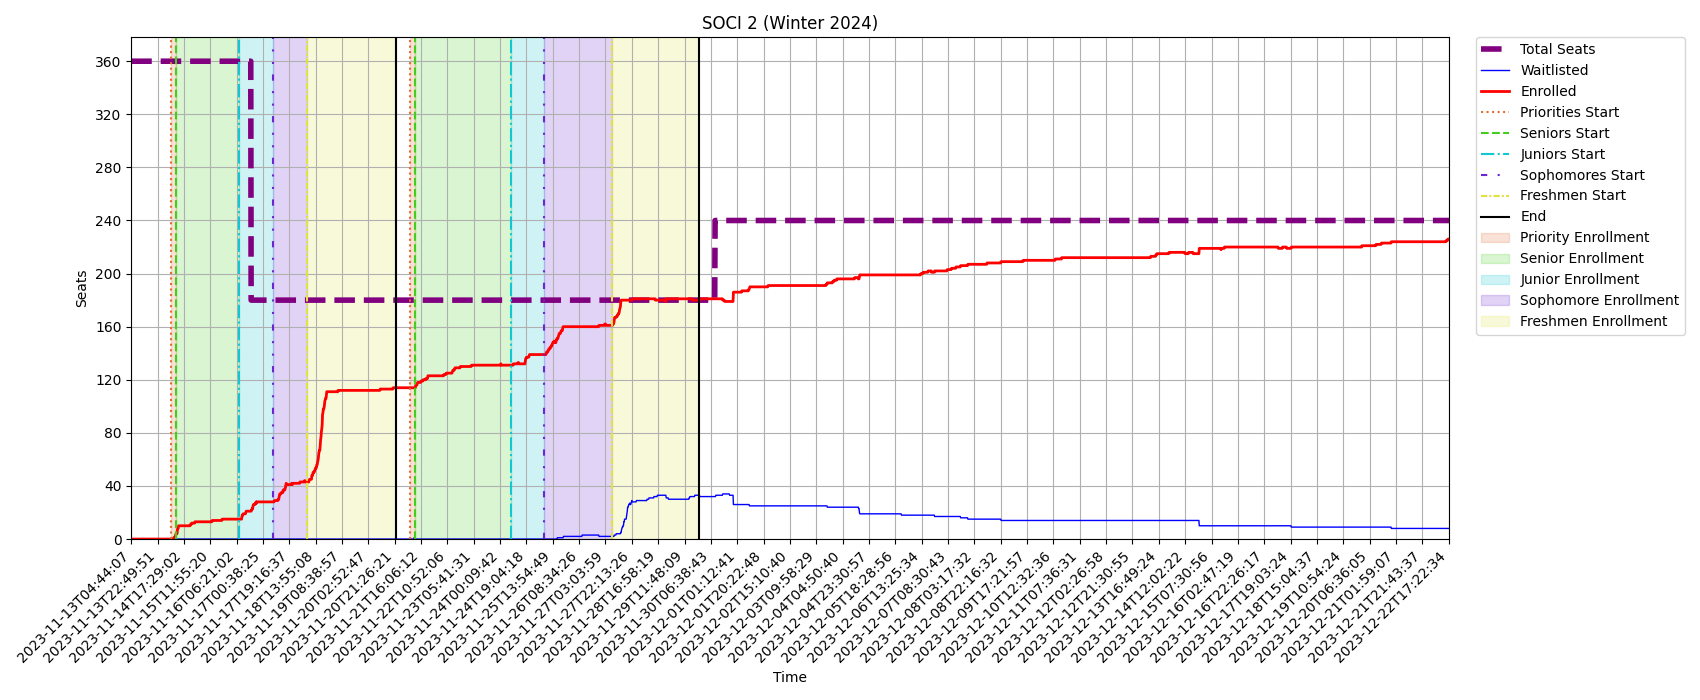 SOCI 2 (Winter 2024)
Seats
360
320
280
240
200
160
120
80
40
0
2023-11-13T04:44:07
2023-11-13T22:49:51
2023-11-14T17:29:02
2023-11-15T11:55:20
2023-11-16T06:21:02
2023-11-17T00:38:25
2023-11-17T19:16:37
2023-11-18T13:55:08
2023-11-19T08:38:57
2023-11-20T02:52:47
2023-11-20T21:26:21
2023-11-21T16:06:12
2023-11-22T10:52:06
2023-11-23T05:41:31
2023-11-24T00:09:42
2023-11-24T19:04:18
2023-11-25T13:54:49
2023-11-26T08:34:26
2023-11-27T03:03:59
2023-11-27T22:13:26
2023-11-28T16:58:19
2023-11-29T11:48:09
2023-11-30T06:38:43
2023-12-01T01:12:41
2023-12-01T20:22:48
2023-12-02T15:10:40
2023-12-03T09:58:29
2023-12-04T04:50:40
2023-12-04T23:30:57
2023-12-05T18:28:56
2023-12-06T13:25:34
2023-12-07T08:30:43
2023-12-08T03:17:32
2023-12-08T22:16:32
2023-12-09T17:21:57
2023-12-10T12:32:36
2023-12-11T07:36:31
2023-12-12T02:26:58
2023-12-12T21:30:55
2023-12-13T16:49:24
2023-12-14T12:02:22
2023-12-15T07:30:56
2023-12-16T02:47:19
2023-12-16T22:26:17
2023-12-17T19:03:24
2023-12-18T15:04:37
2023-12-19T10:54:24
2023-12-20T06:36:05
2023-12-21T01:59:07
2023-12-21T21:43:37
2023-12-22T17:22:34
Time
Total Seats
Waitlisted
Enrolled
Priorities Start
Seniors Start
Juniors Start
Sophomores Start
Freshmen Start
End
Priority Enrollment
Senior Enrollment
Junior Enrollment
Sophomore Enrollment
Freshmen Enrollment